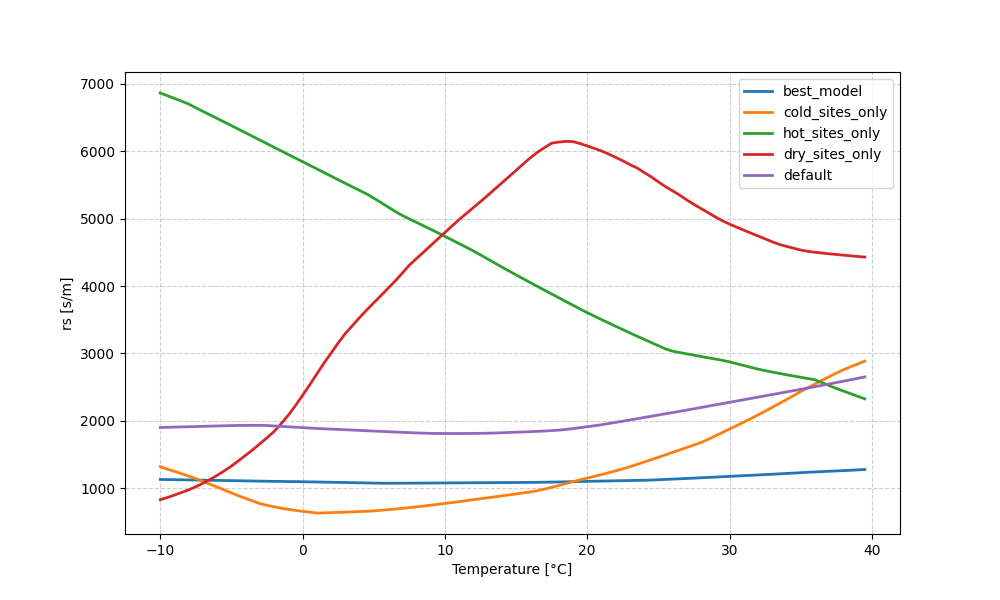 7000
6000
5000
4000
3000
2000
1000
rs [s/m]
−10
0
10
20
30
40
Temperature [°C]
best_model
cold_sites_only
hot_sites_only
dry_sites_only
default